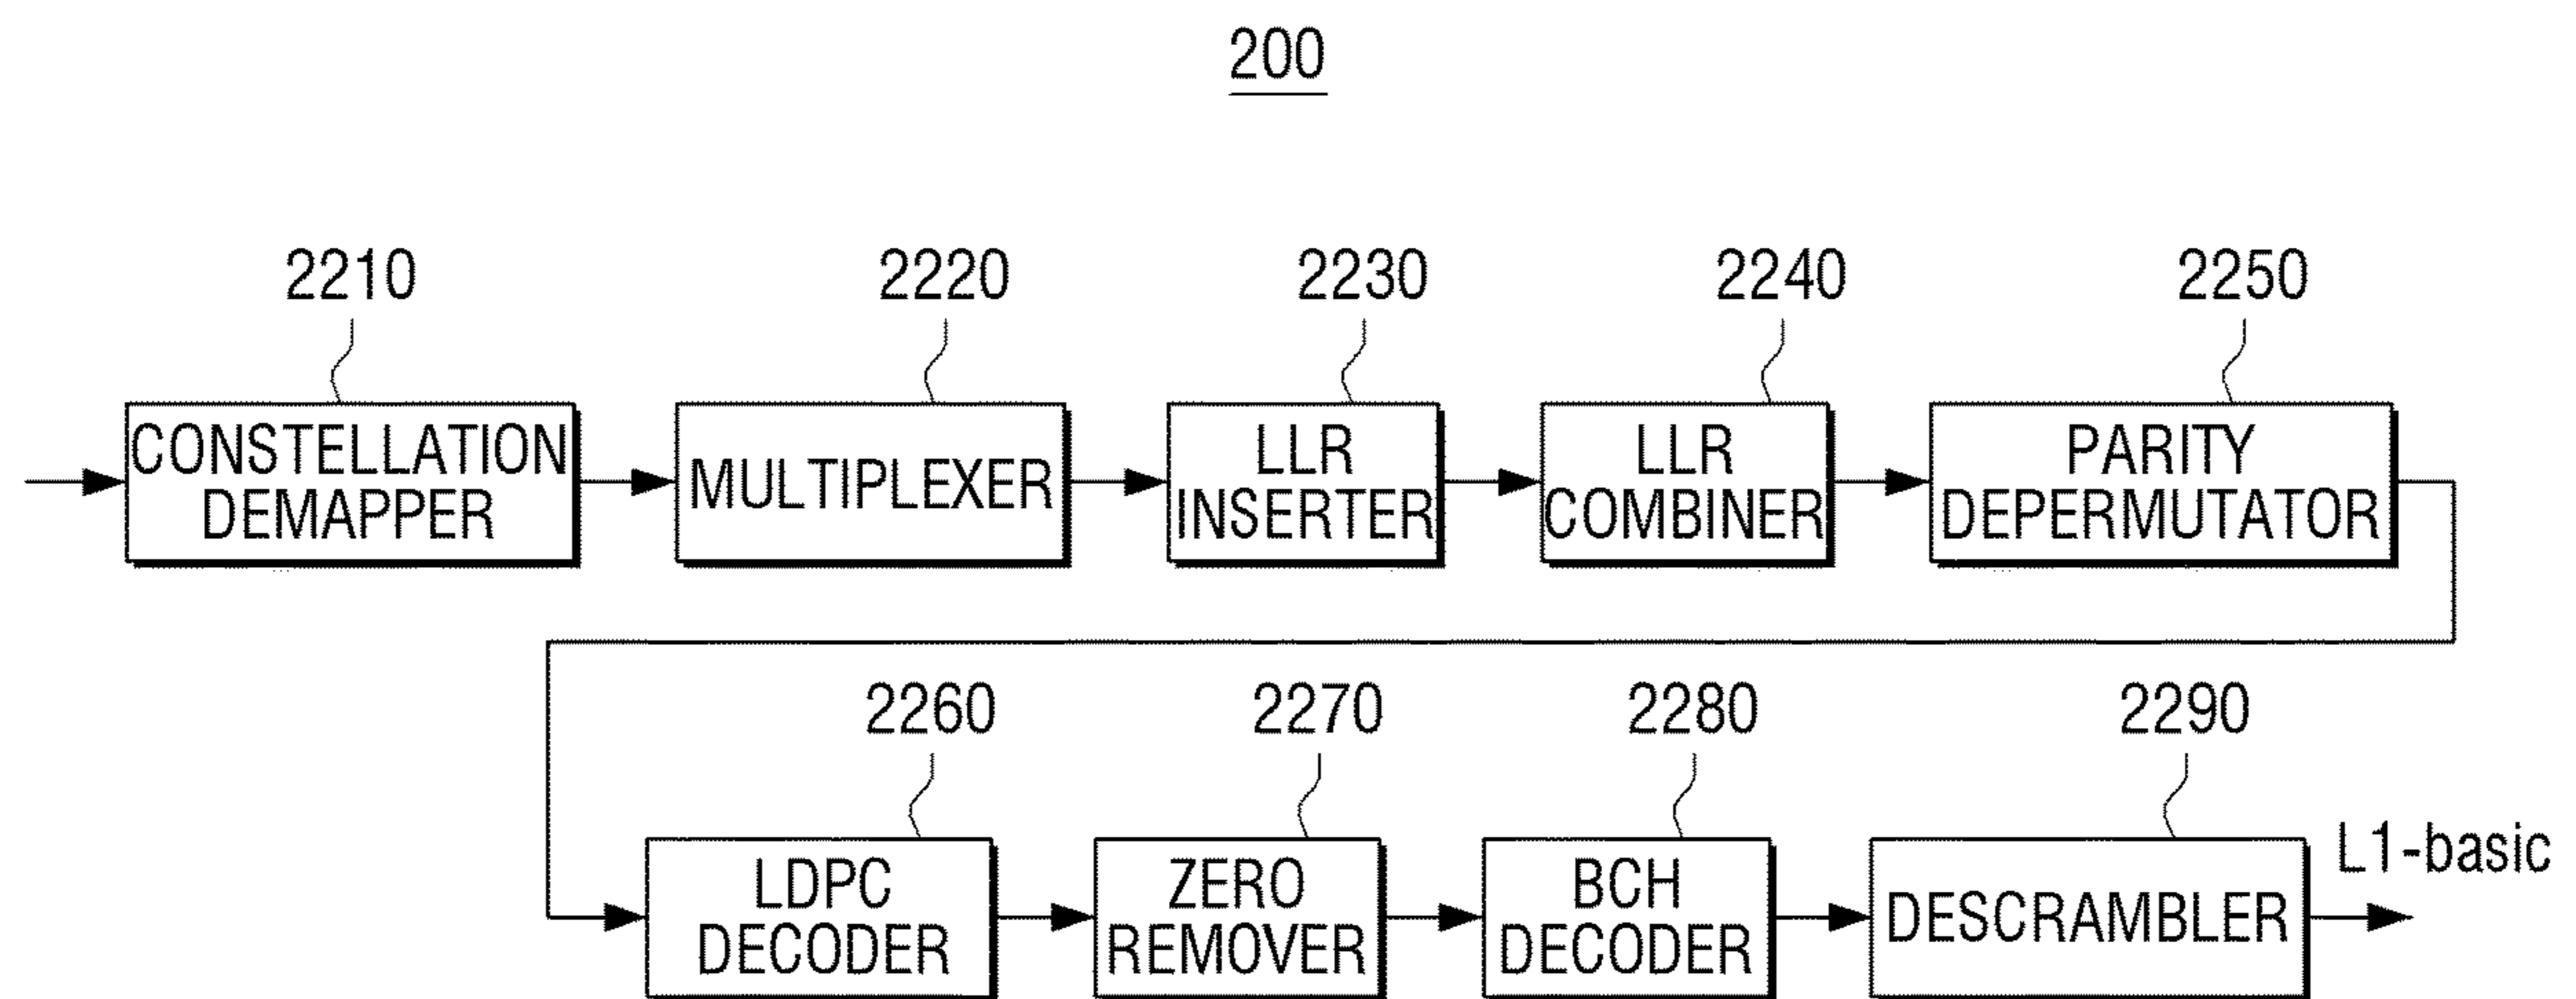 200
2210
2220
2230
2240
2250
CONSTELLATION
DEMAPPER
MULTIPLEXER
LLR
INSERTER
LLR
COMBINER
PARITY
DEPERMUTATOR
2260
2270
2280
2290
LDPC
DECODER
ZERO
REMOVER
BCH
DECODER
DESCRAMBLER
L1-basic